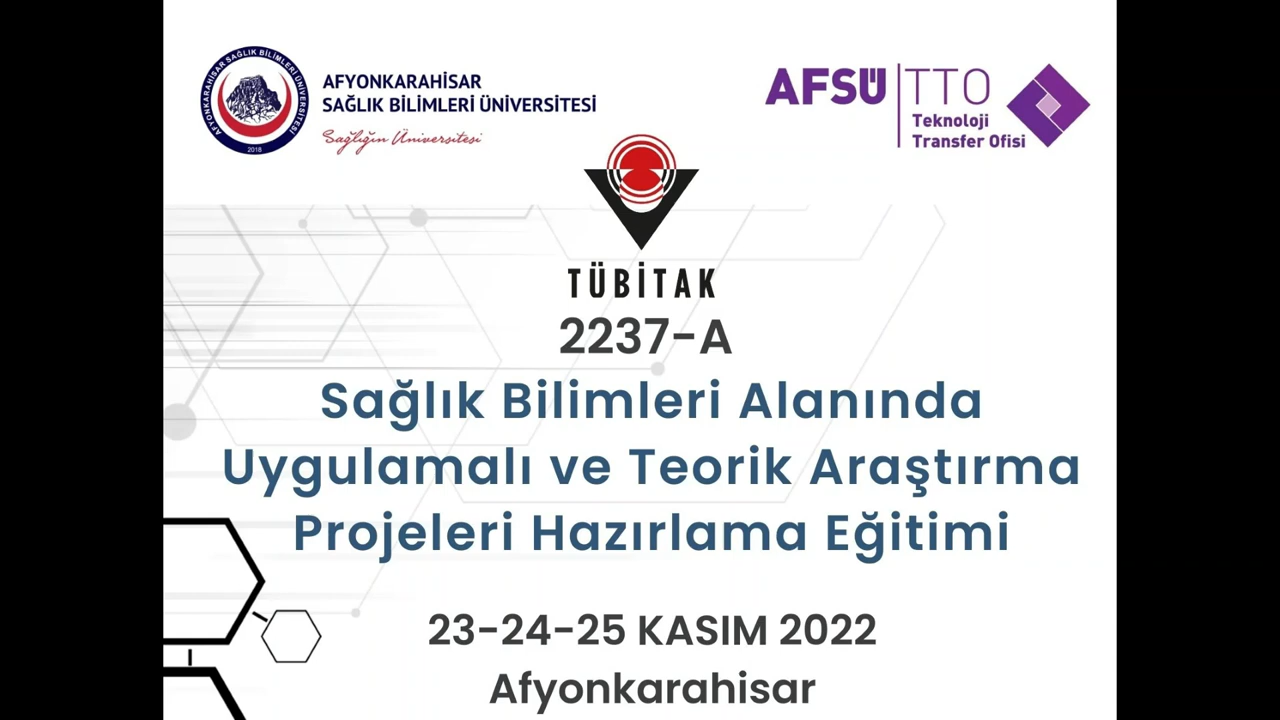 AFYONKARAHİSAR SAĞLIK BİLİMLERİ ÜNİVERSİTESİ
2018
AFYONKARAHİSAR
SAĞLIK BİLİMLERİ ÜNİVERSİTESİ
Sağlığın Üniversitesi
AFSÜ TTO
Teknoloji
Transfer Ofisi
TÜBİTAK
2237-A
Sağlık Bilimleri Alanında
Uygulamalı ve Teorik Araştırma
Projeleri Hazırlama Eğitimi
23-24-25 KASIM 2022
Afyonkarahisar